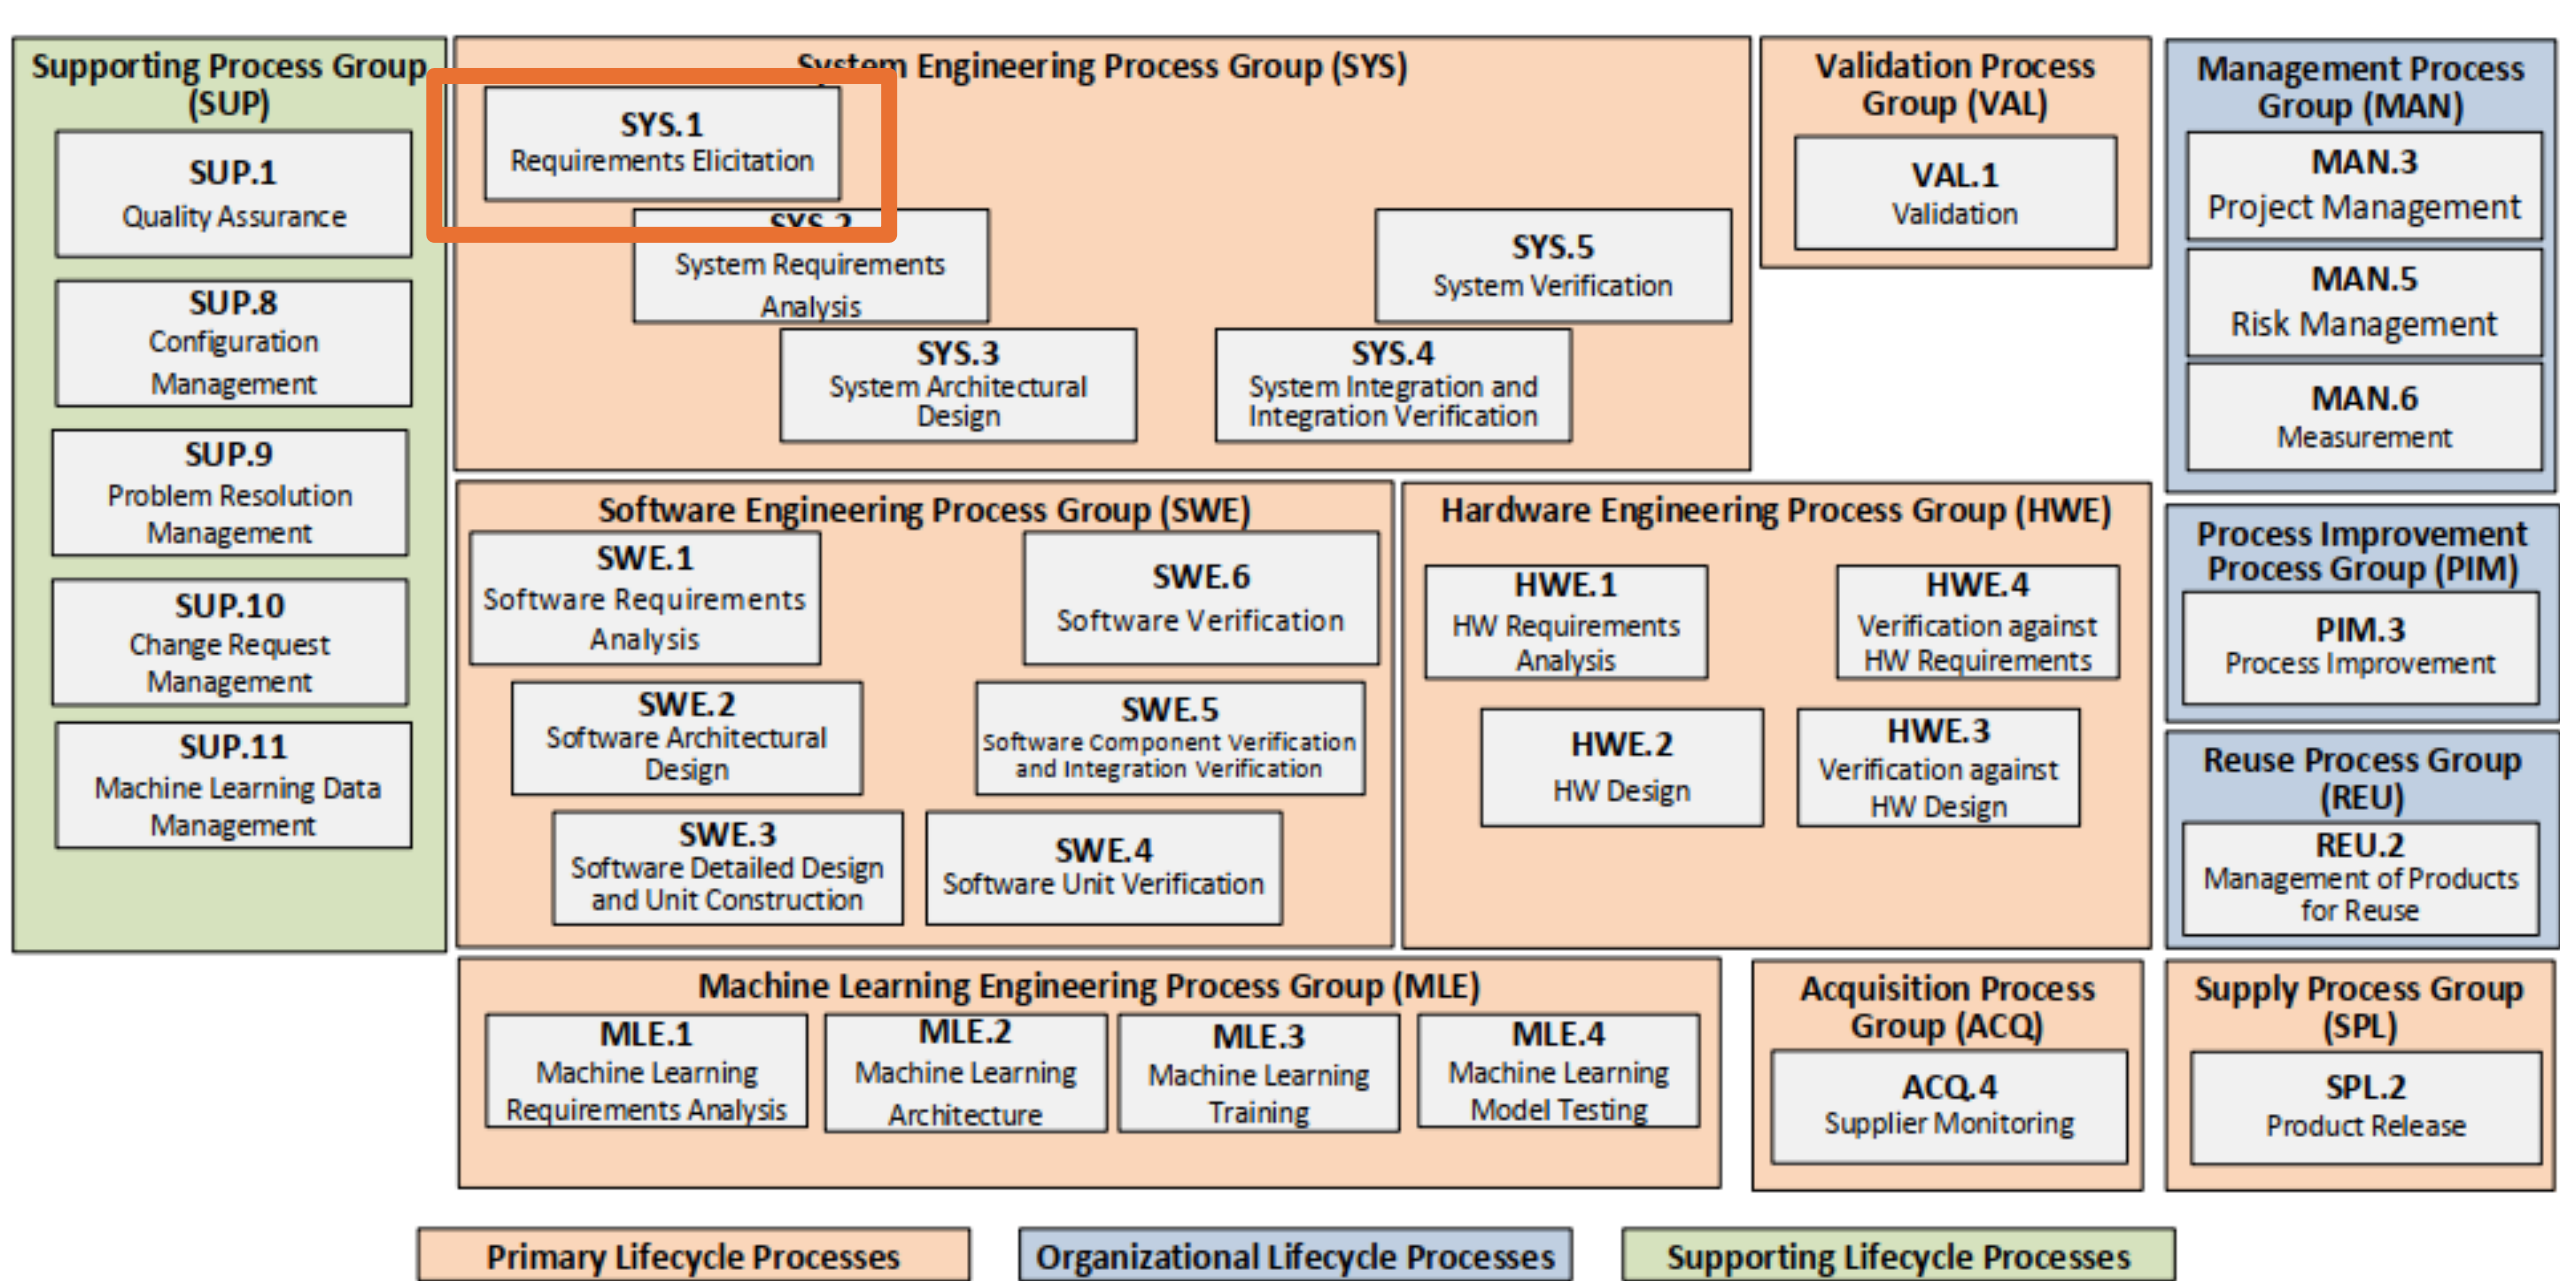 Supporting Process Group
(SUP)
SUP.1
Quality Assurance
SUP.8
Configuration
Management
SUP.9
Problem Resolution
Management
SUP.10
Change Request
Management
SUP.11
Machine Learning Data
Management
System Engineering Process Group (SYS)
SYS.1
Requirements Elicitation
SYS.2
System Requirements
Analysis
SYS.3
System Architectural
Design
SYS.4
System Integration and
Integration Verification
SYS.5
System Verification
Validation Process
Group (VAL)
VAL.1
Validation
Management Process
Group (MAN)
MAN.3
Project Management
MAN.5
Risk Management
MAN.6
Measurement
Software Engineering Process Group (SWE)
SWE.1
Software Requirements
Analysis
SWE.2
Software Architectural
Design
SWE.3
Software Detailed Design
and Unit Construction
SWE.4
Software Unit Verification
SWE.5
Software Component Verification
and Integration Verification
SWE.6
Software Verification
Hardware Engineering Process Group (HWE)
HWE.1
HW Requirements
Analysis
HWE.2
HW Design
HWE.3
Verification against
HW Design
HWE.4
Verification against
HW Requirements
Process Improvement
Process Group (PIM)
PIM.3
Process Improvement
Reuse Process Group
(REU)
REU.2
Management of Products
for Reuse
Machine Learning Engineering Process Group (MLE)
MLE.1
Machine Learning
Requirements Analysis
MLE.2
Machine Learning
Architecture
MLE.3
Machine Learning
Training
MLE.4
Machine Learning
Model Testing
Acquisition Process
Group (ACQ)
ACQ.4
Supplier Monitoring
Supply Process Group
(SPL)
SPL.2
Product Release
Primary Lifecycle Processes
Organizational Lifecycle Processes
Supporting Lifecycle Processes